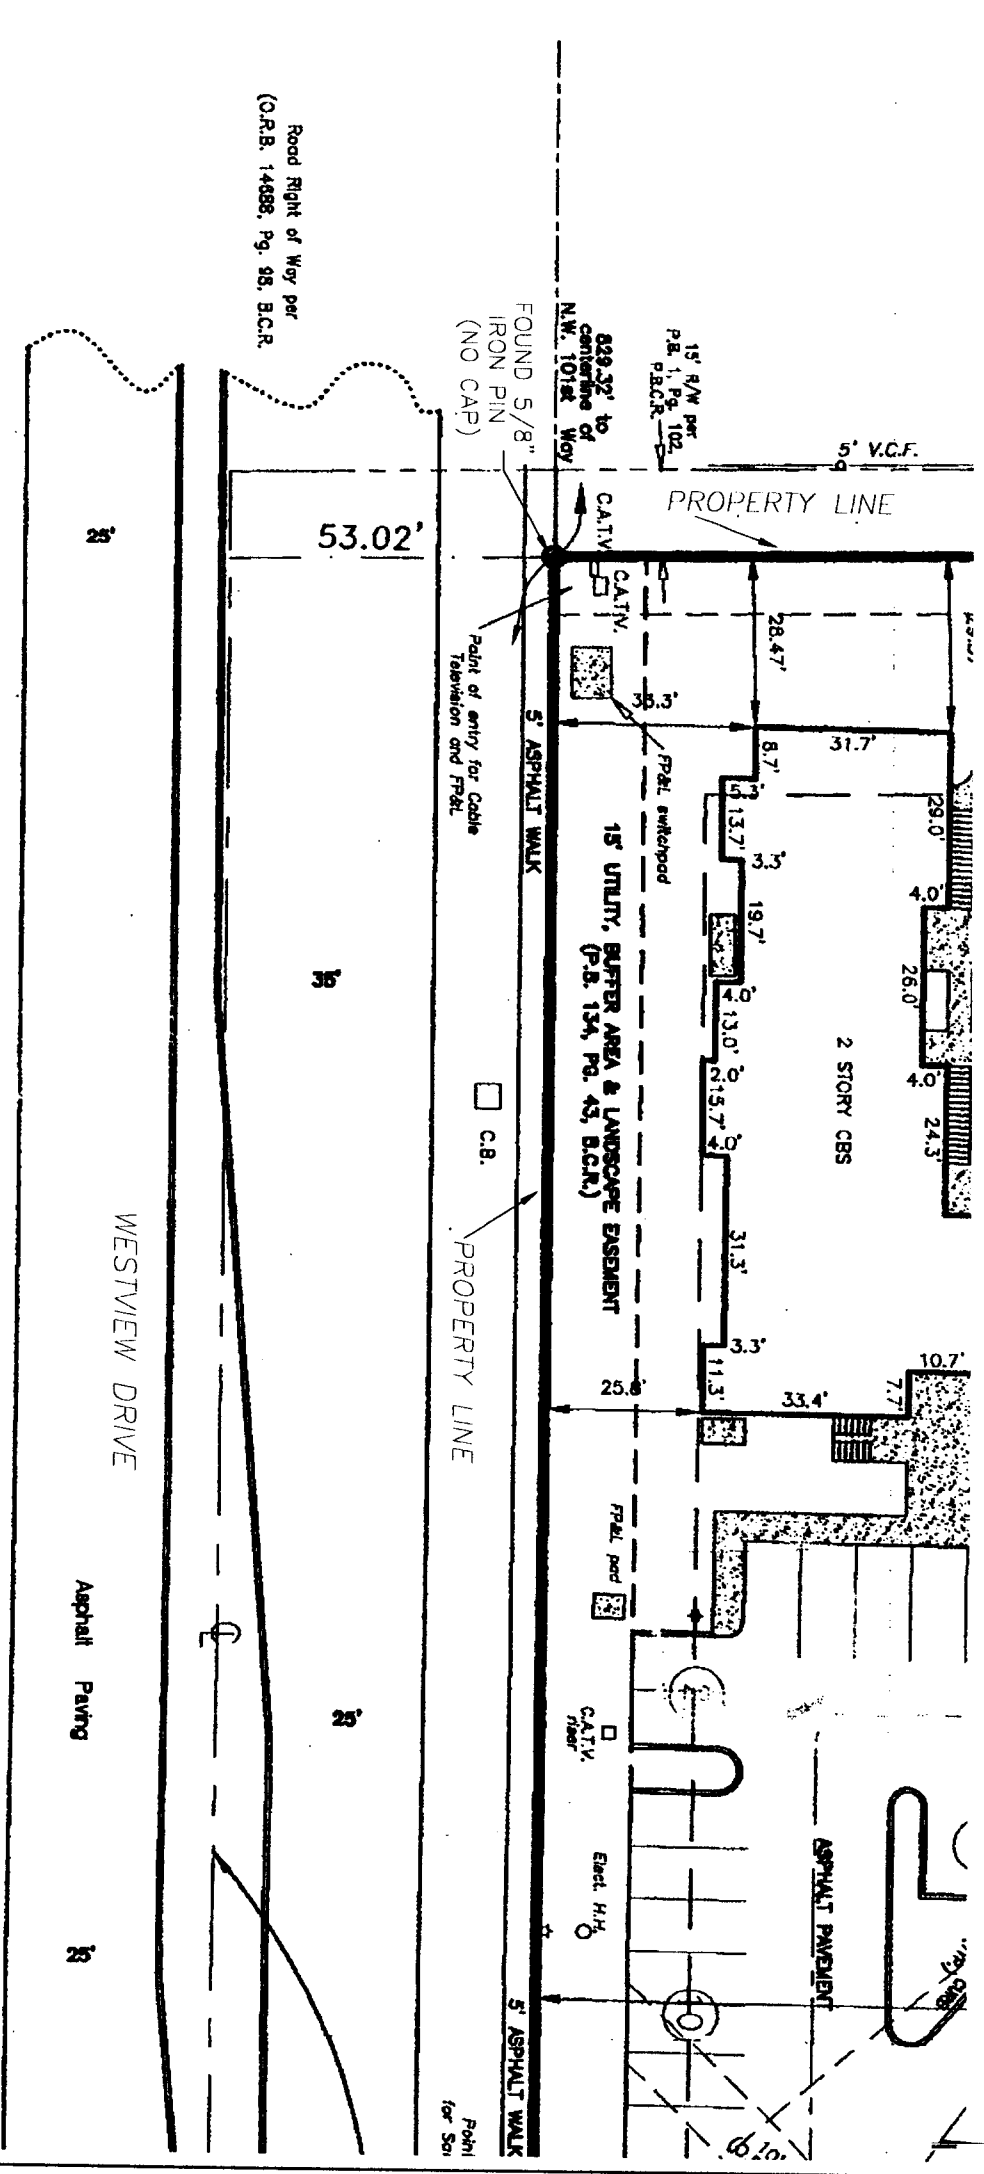 Road Right of Way per
(O.R.B. 14688, Pg. 98, B.C.R.
FOUND 5/8"
IRON PIN
(NO CAP)
829.32' to
centerline of
N.W. 101st Way
15' R/W per
P.B. 1, Pg. 102,
P.B.C.R.
5' V.C.F.
PROPERTY LINE
53.02'
25'
C.A.T.V.
C.A.T.V.
28.47'
Point of entry for Cable
Television and FP&L
5' ASPHALT WALK
33.3'
FP&L switchpad
8.7'
31.7'
5.3'
13.7'
3.3'
29.0'
4.0'
19.7'
26.0'
4.0'
13.0'
2.0'
15.7'
4.0'
4.0'
24.3'
2 STORY CBS
15' UTILITY, BUFFER AREA & LANDSCAPE EASEMENT
(P.B. 134, PG. 43, B.C.R.)
35'
C.B.
31.3'
3.3'
11.3'
10.7'
7.7'
33.4'
25.8'
PROPERTY LINE
WESTVIEW DRIVE
FP&L pad
Asphalt Paving
25'
C.A.T.V.
riser
Elect. H.H.
ASPHALT PAVEMENT
25'
5' ASPHALT WALK
Point
for Sa